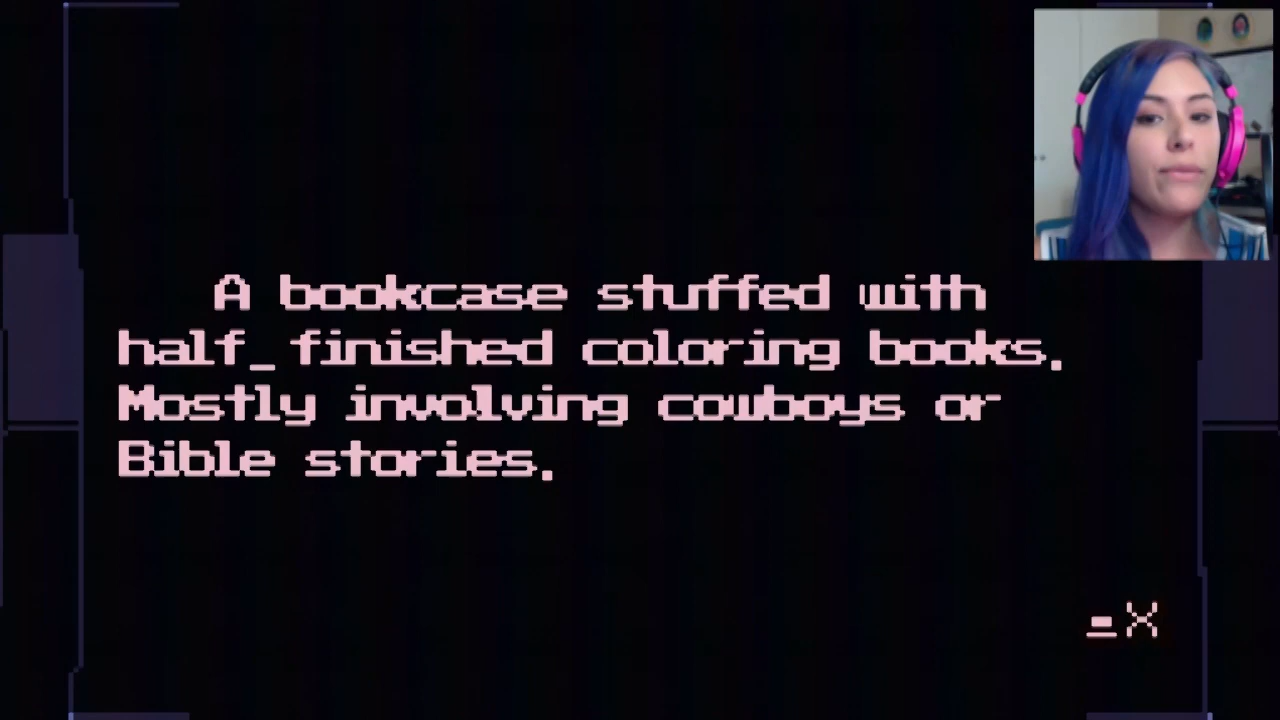 A bookcase stuffed with
half_finished coloring books.
Mostly involving cowboys or
Bible stories.
X